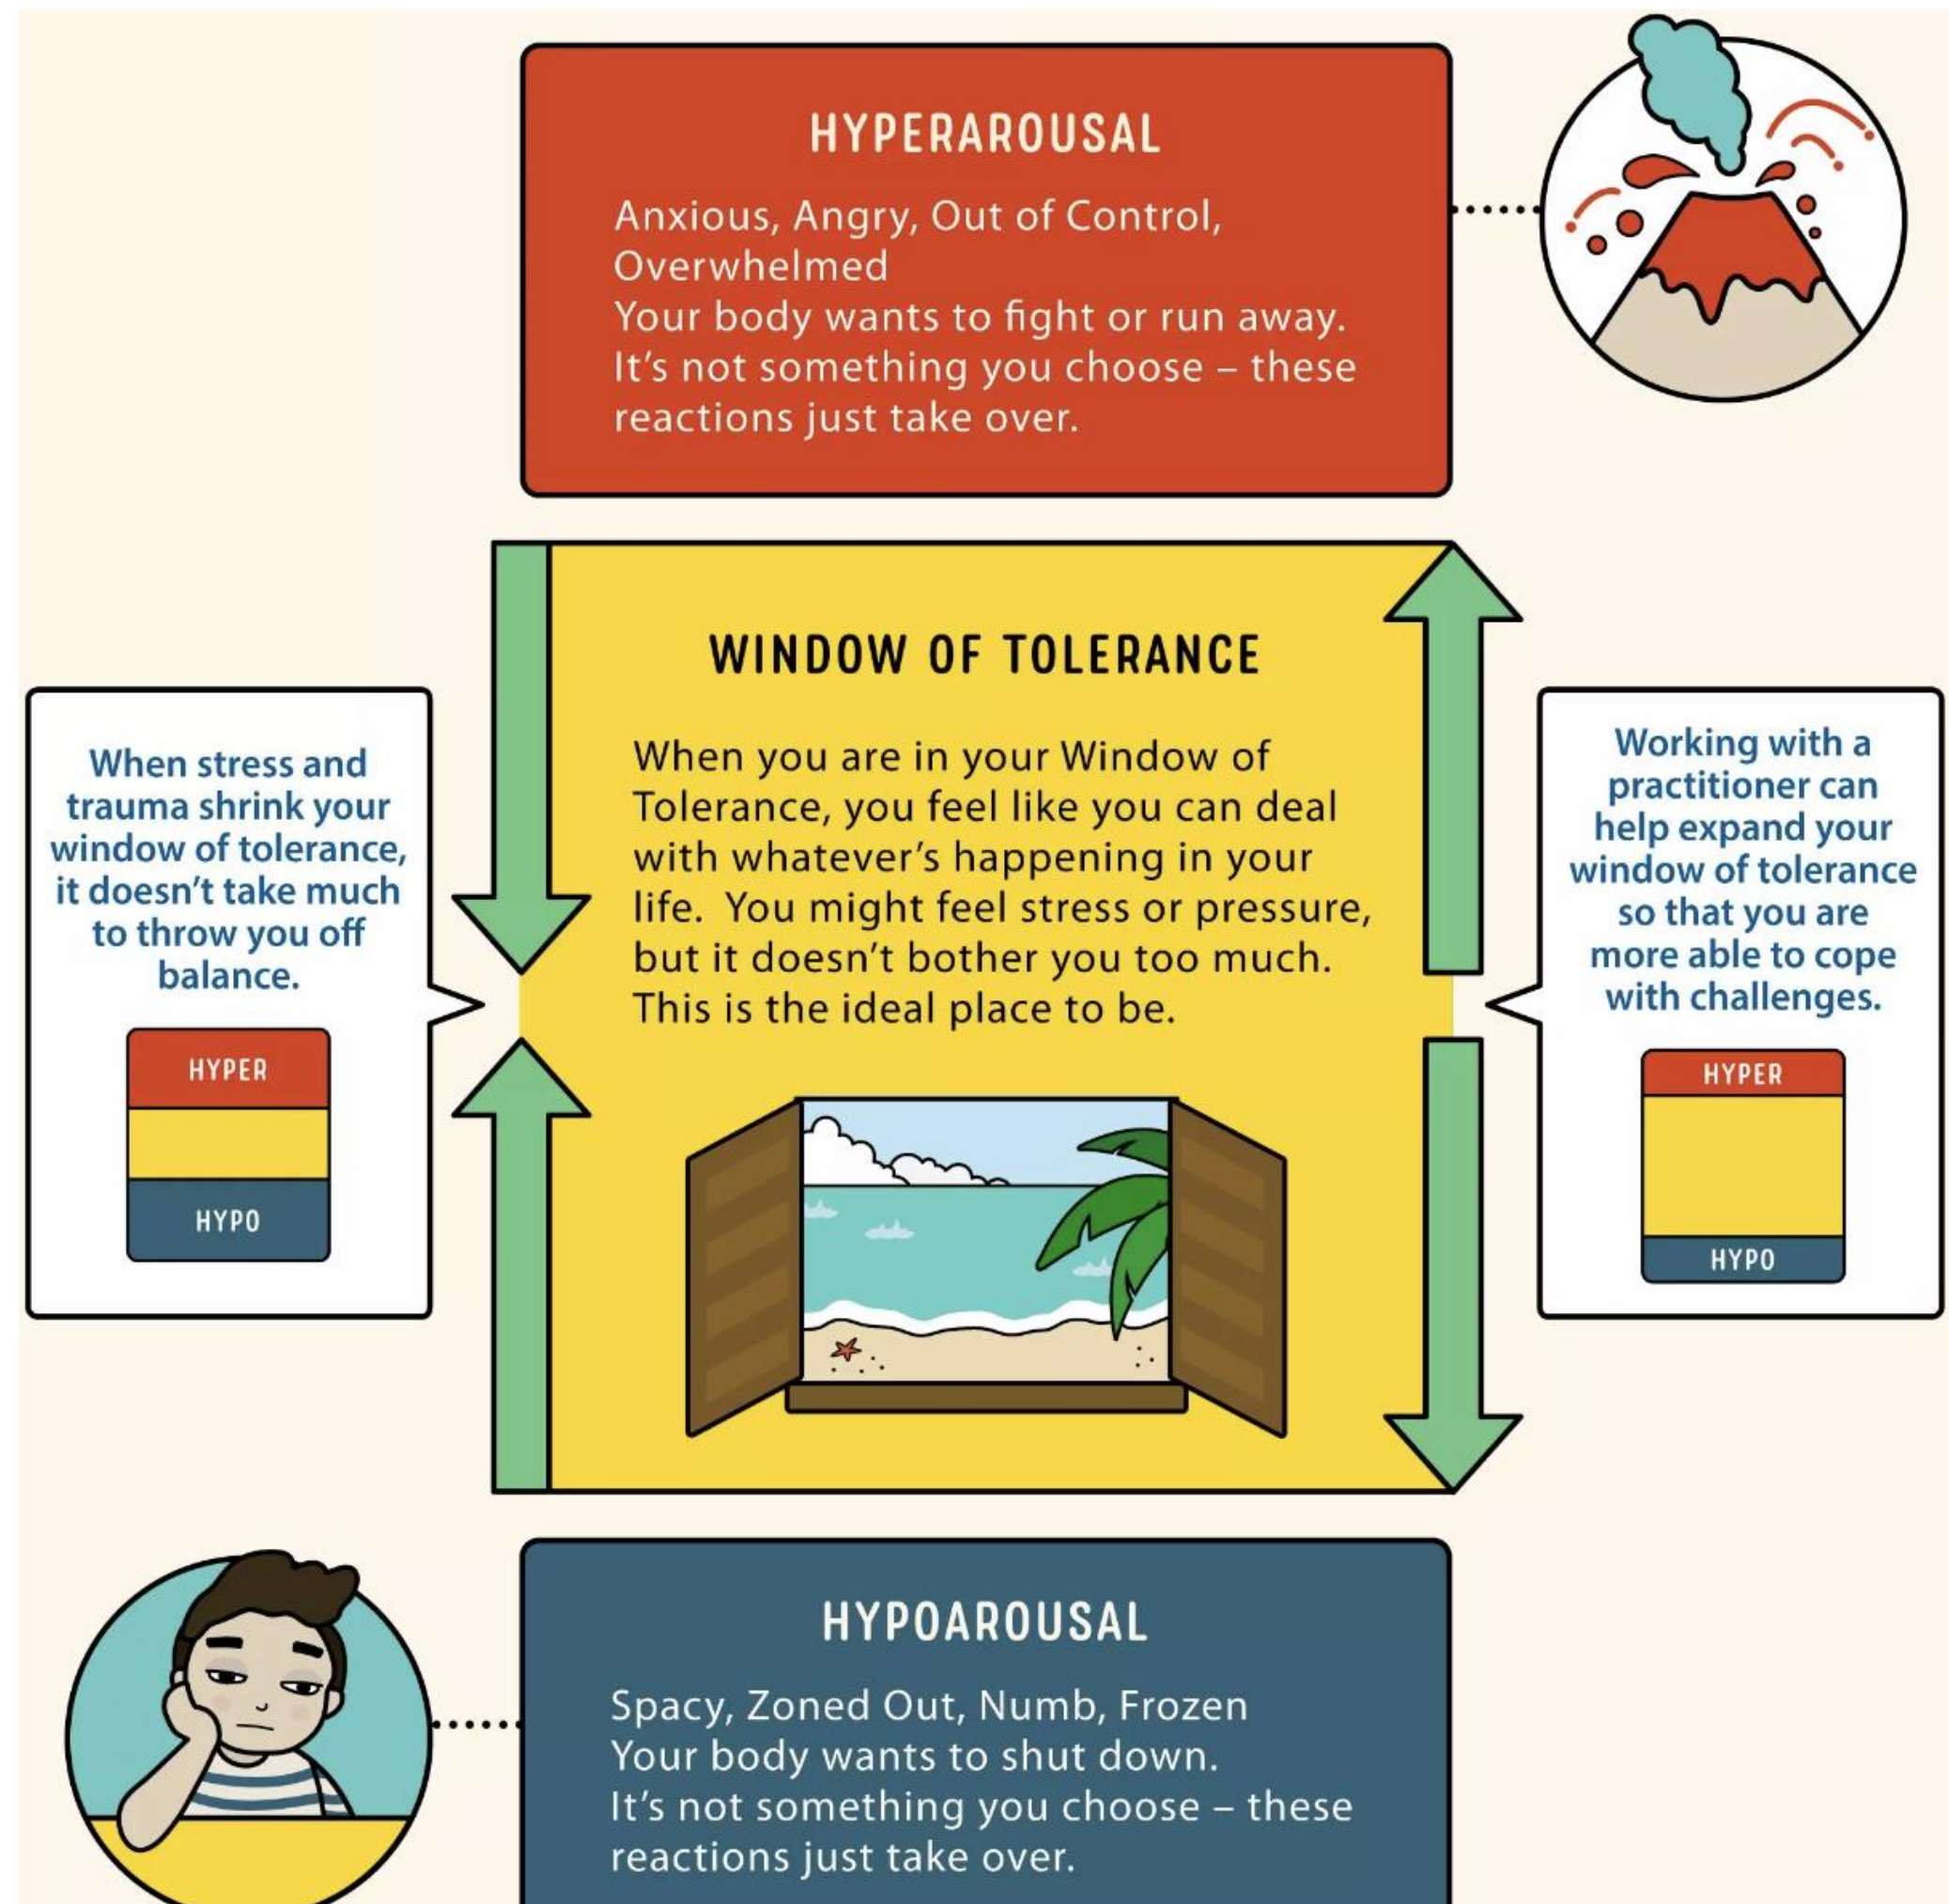 HYPERAROUSAL
Anxious, Angry, Out of Control,
Overwhelmed
Your body wants to fight or run away.
It's not something you choose – these
reactions just take over.
WINDOW OF TOLERANCE
When you are in your Window of
Tolerance, you feel like you can deal
with whatever's happening in your
life.  You might feel stress or pressure,
but it doesn't bother you too much.
This is the ideal place to be.
When stress and
trauma shrink your
window of tolerance,
it doesn't take much
to throw you off
balance.
HYPER
HYPO
Working with a
practitioner can
help expand your
window of tolerance
so that you are
more able to cope
with challenges.
HYPER
HYPO
HYPOAROUSAL
Spacy, Zoned Out, Numb, Frozen
Your body wants to shut down.
It's not something you choose – these
reactions just take over.